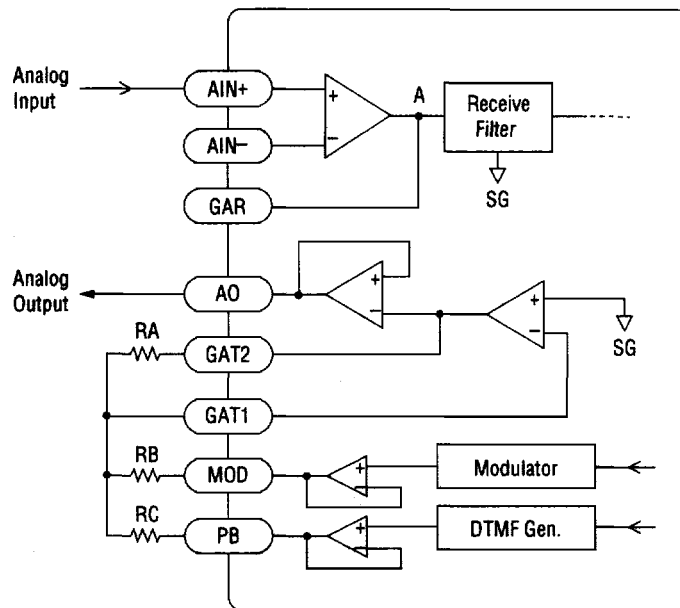 Analog
Input
AIN+
+
A
Receive
Filter
AIN−
−
SG
GAR
Analog
Output
AO
+
−
+
−
SG
RA
GAT2
GAT1
RB
MOD
+
−
Modulator
RC
PB
+
−
DTMF Gen.